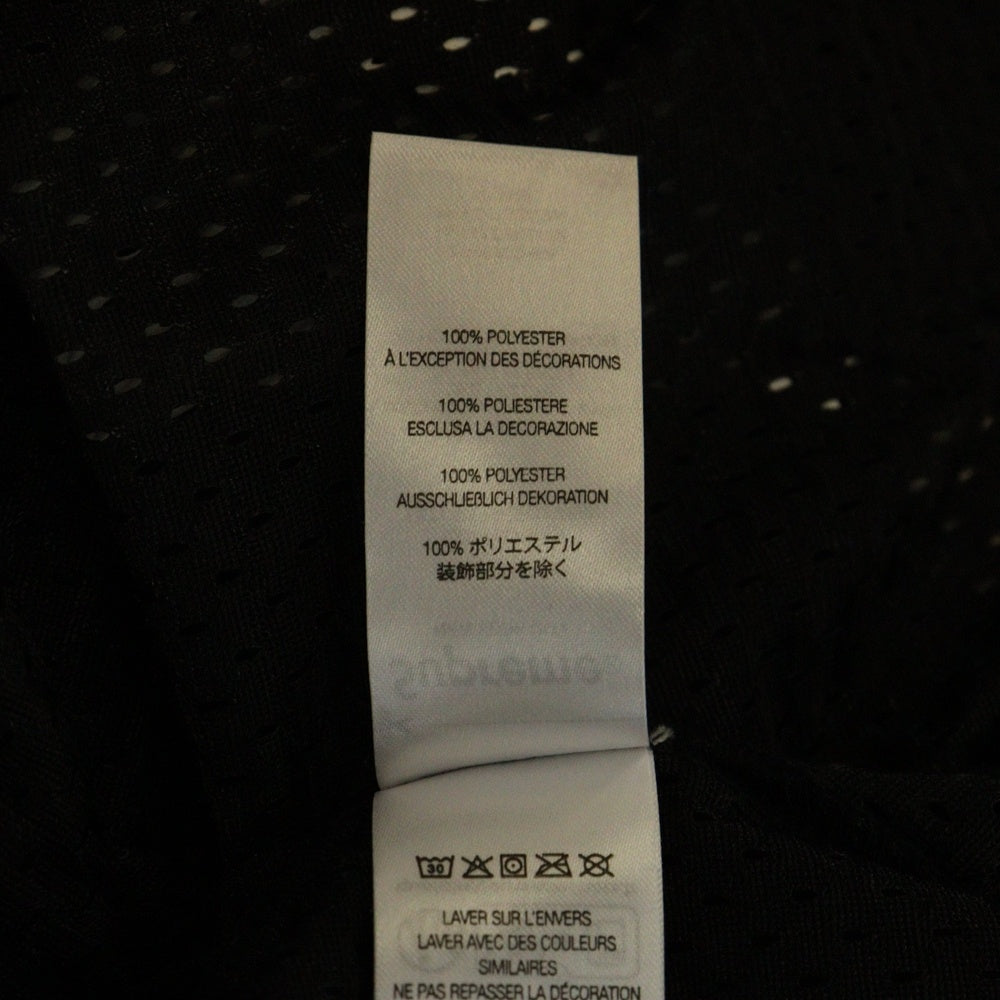 100% POLYESTER
À L'EXCEPTION DES DÉCORATIONS
100% POLIESTERE
ESCLUSA LA DECORAZIONE
100% POLYESTER
AUSSCHLIEßLICH DEKORATION
100% ポリエステル
装飾部分を除く
Supreme
30
LAVER SUR L'ENVERS
LAVER AVEC DES COULEURS
SIMILAIRES
NE PAS REPASSER LA DÉCORATION